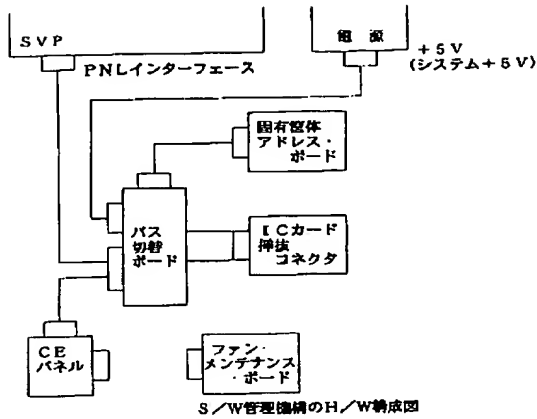 SVP
PNLインターフェース
電源
+5V
(システム+5V)
固有筐体
アドレス・
ボード
バス
切替
ボード
ICカード
挿抜
コネクタ
CE
パネル
ファン・
メンテナンス
・ボード
S/W管理機構のH/W構成図